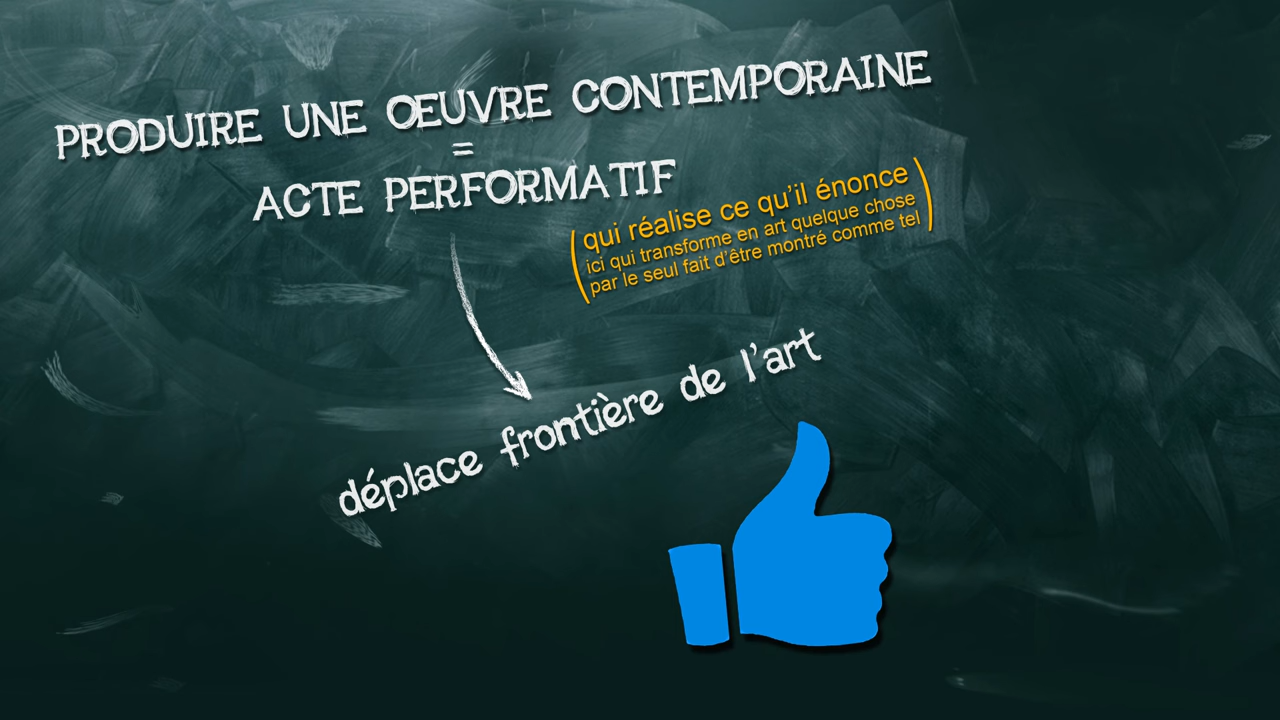 PRODUIRE UNE OEUVRE CONTEMPORAINE
=
ACTE PERFORMATIF
(qui réalise ce qu'il énonce
ici qui transforme en art quelque chose
par le seul fait d'être montré comme tel)
déplace frontière de l'art